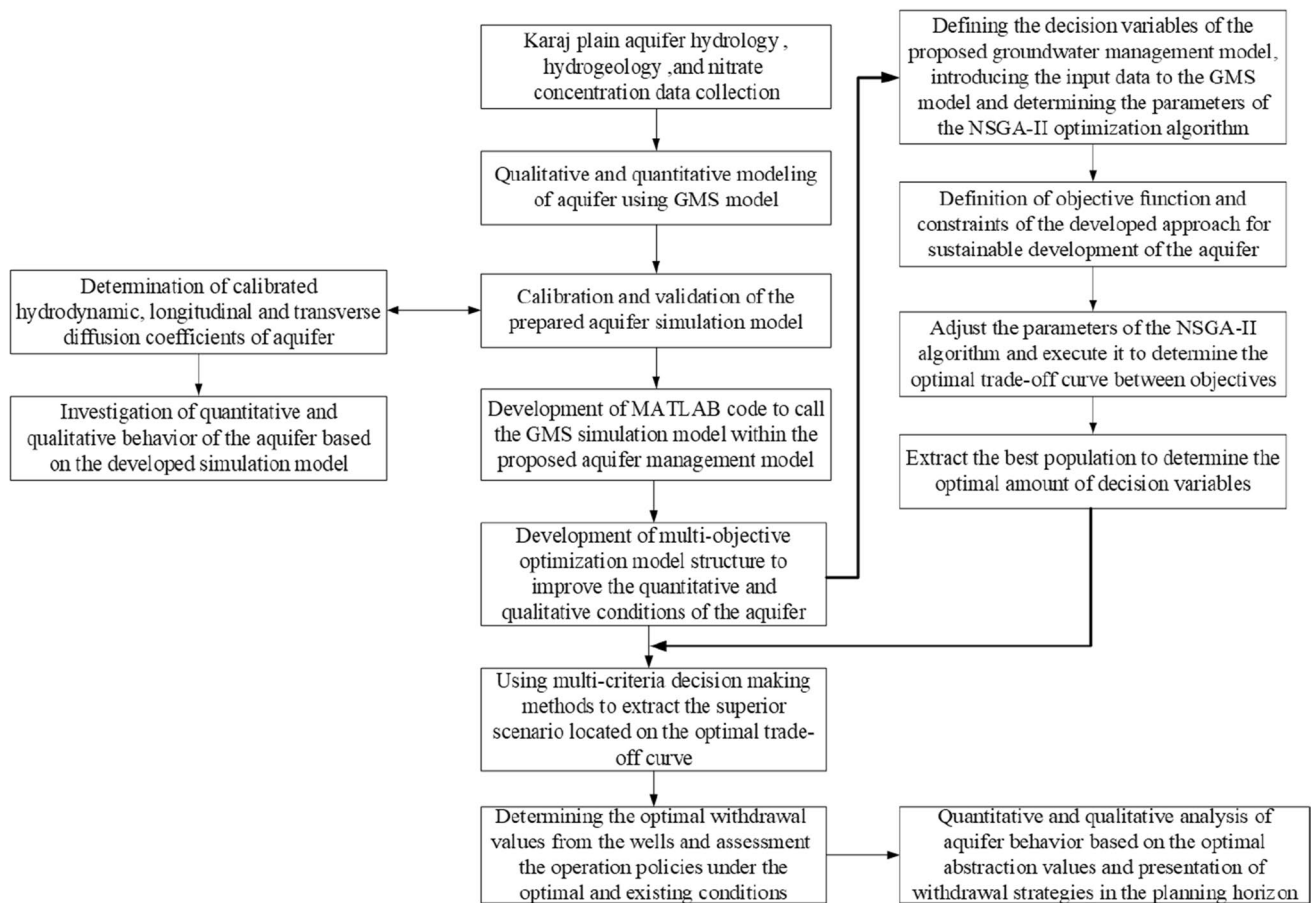 Karaj plain aquifer hydrology ,
hydrogeology ,and nitrate
concentration data collection
Qualitative and quantitative modeling
of aquifer using GMS model
Calibration and validation of the
prepared aquifer simulation model
Determination of calibrated
hydrodynamic, longitudinal and transverse
diffusion coefficients of aquifer
Investigation of quantitative and
qualitative behavior of the aquifer based
on the developed simulation model
Development of MATLAB code to call
the GMS simulation model within the
proposed aquifer management model
Development of multi-objective
optimization model structure to
improve the quantitative and
qualitative conditions of the aquifer
Defining the decision variables of the
proposed groundwater management model,
introducing the input data to the GMS
model and determining the parameters of
the NSGA-II optimization algorithm
Definition of objective function and
constraints of the developed approach for
sustainable development of the aquifer
Adjust the parameters of the NSGA-II
algorithm and execute it to determine the
optimal trade-off curve between objectives
Extract the best population to determine the
optimal amount of decision variables
Using multi-criteria decision making
methods to extract the superior
scenario located on the optimal trade-
off curve
Determining the optimal withdrawal
values from the wells and assessment
the operation policies under the
optimal and existing conditions
Quantitative and qualitative analysis of
aquifer behavior based on the optimal
abstraction values and presentation of
withdrawal strategies in the planning horizon